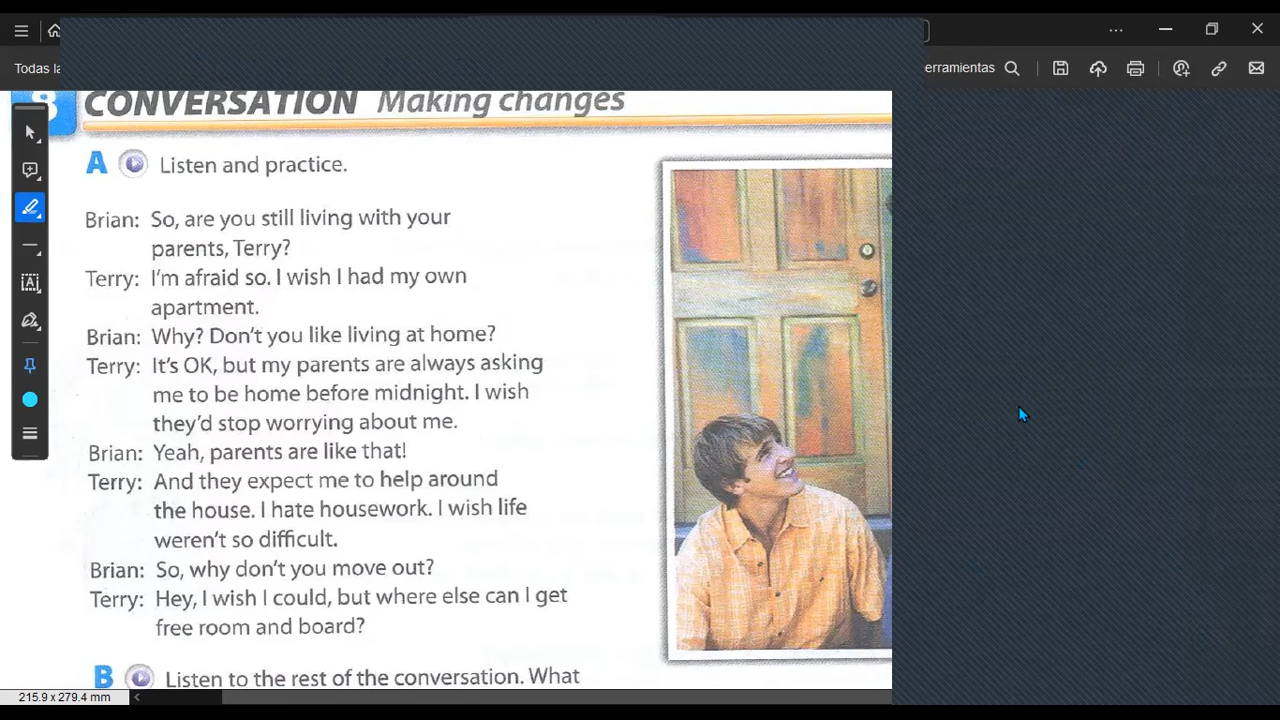 Todas la
erramientas
8 CONVERSATION Making changes
A Listen and practice.
Brian: So, are you still living with your
parents, Terry?
Terry: I'm afraid so. I wish I had my own
apartment.
Brian: Why? Don't you like living at home?
Terry: It's OK, but my parents are always asking
me to be home before midnight. I wish
they'd stop worrying about me.
Brian: Yeah, parents are like that!
Terry: And they expect me to help around
the house. I hate housework. I wish life
weren't so difficult.
Brian: So, why don't you move out?
Terry: Hey, I wish I could, but where else can I get
free room and board?
B Listen to the rest of the conversation. What
215.9 x 279.4 mm